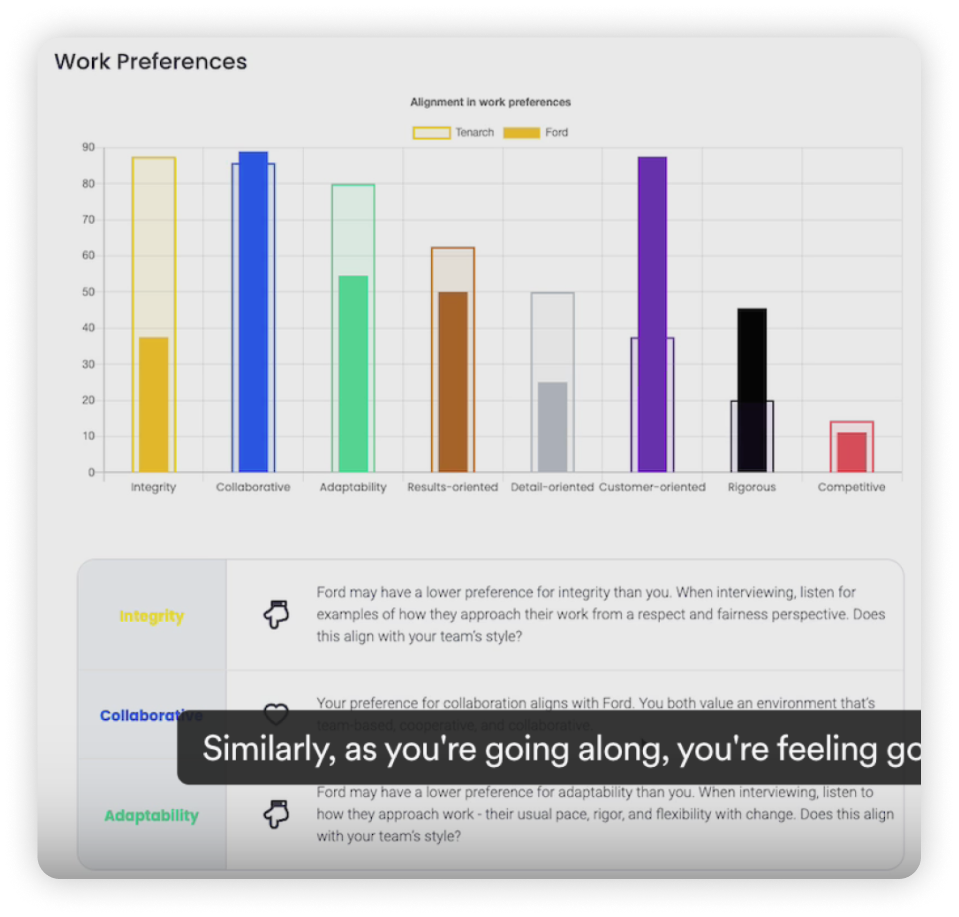 Work Preferences
Alignment in work preferences
Tenarch Ford
90
80
70
60
50
40
30
20
10
0
Integrity Collaborative Adaptability Results-oriented Detail-oriented Customer-oriented Rigorous Competitive
Integrity
Ford may have a lower preference for integrity than you. When interviewing, listen for
examples of how they approach their work from a respect and fairness perspective. Does
this align with your team's style?
Collaborative
Your preference for collaboration aligns with Ford. You both value an environment that's
team-based, cooperative, and collaborative.
Similarly, as you're going along, you're feeling go
Adaptability
Ford may have a lower preference for adaptability than you. When interviewing, listen to
how they approach work - their usual pace, rigor, and flexibility with change. Does this align
with your team's style?